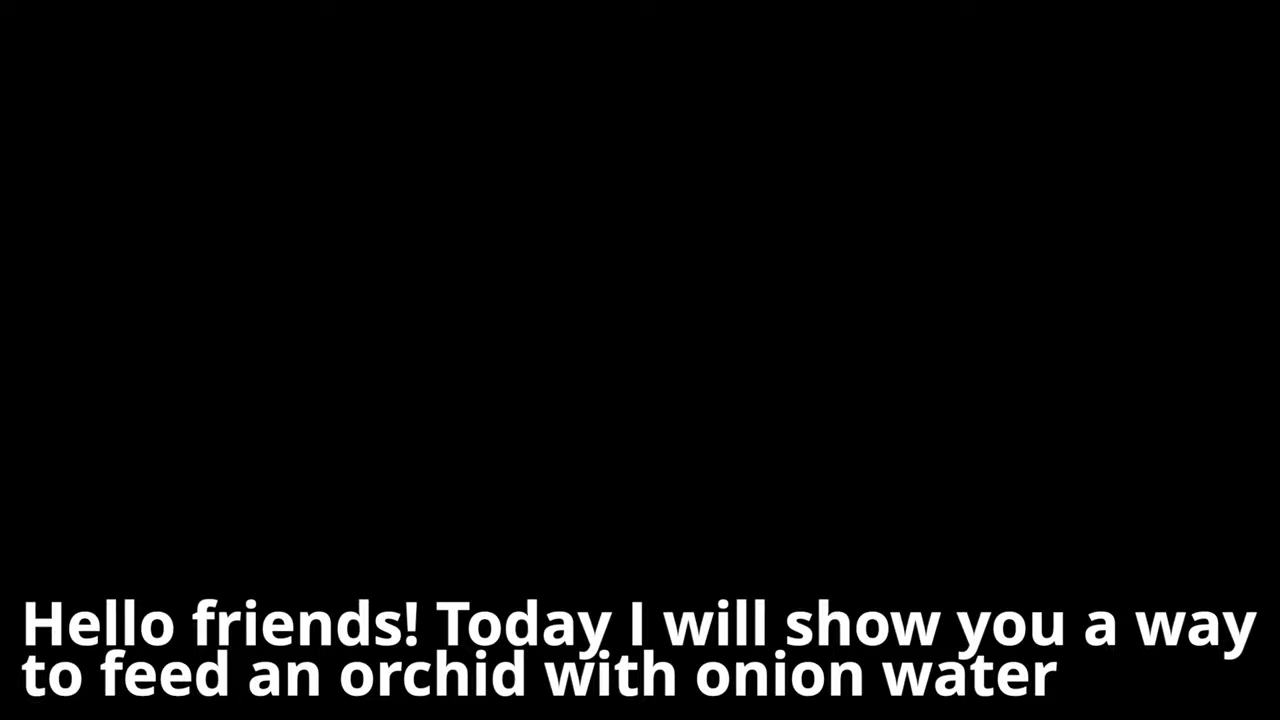 Hello friends! Today I will show you a way
to feed an orchid with onion water